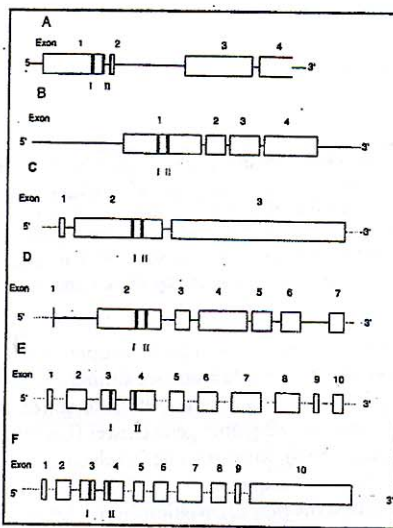 A
Exon 1 2 3 4
5' 3'
I II
B
Exon 1 2 3 4
5' 3'
I II
C
Exon 1 2 3
5' 3'
I II
D
Exon 1 2 3 4 5 6 7
5' 3'
I II
E
Exon 1 2 3 4 5 6 7 8 9 10
5' 3'
I II
F
Exon 1 2 3 4 5 6 7 8 9 10
5' 3'
I II